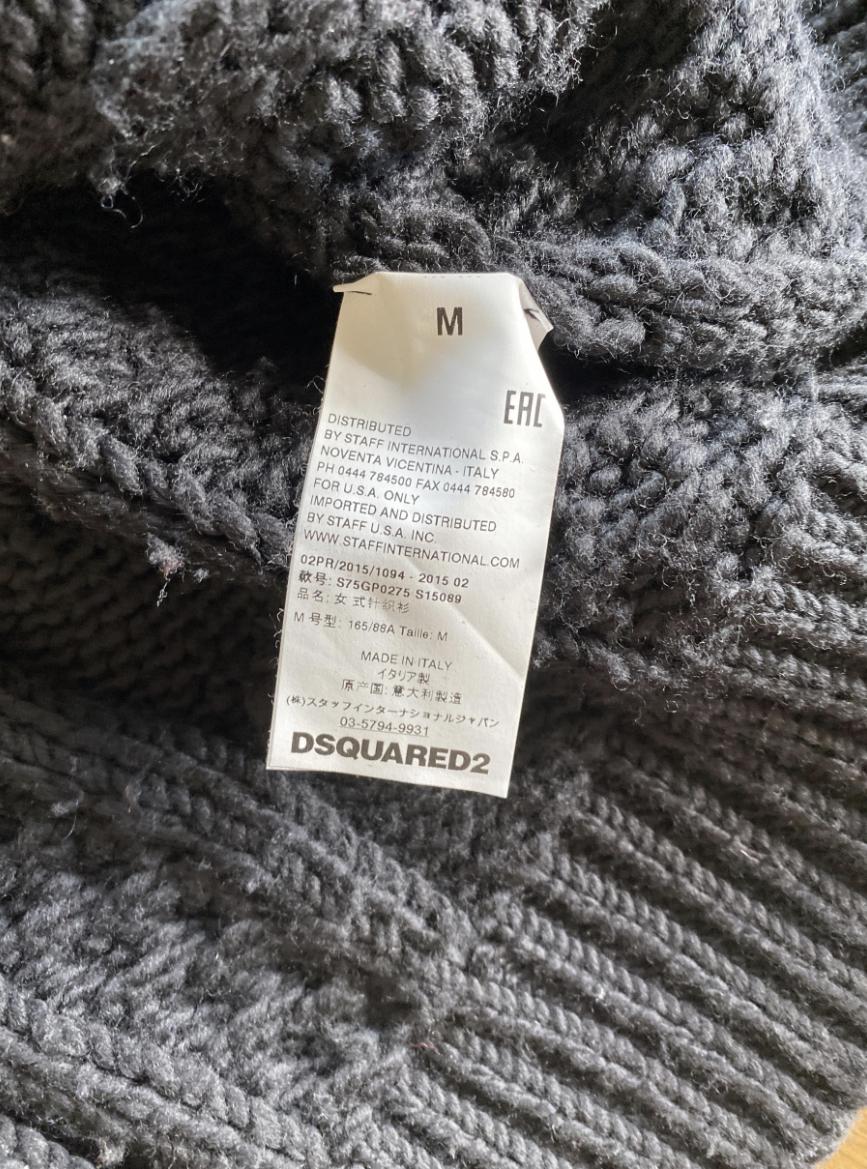 M
EAC
DISTRIBUTED
BY STAFF INTERNATIONAL S.P.A.
NOVENTA VICENTINA - ITALY
PH 0444 784500 FAX 0444 784580
FOR U.S.A. ONLY
IMPORTED AND DISTRIBUTED
BY STAFF U.S.A. INC.
WWW.STAFFINTERNATIONAL.COM
02PR/2015/1094 - 2015 02
款号: S75GP0275 S15089
品名: 女式针织衫
M 号型: 165/88A Taille: M
MADE IN ITALY
イタリア製
原产国: 意大利製造
(株)スタッフインターナショナルジャパン
03-5794-9931
DSQUARED2